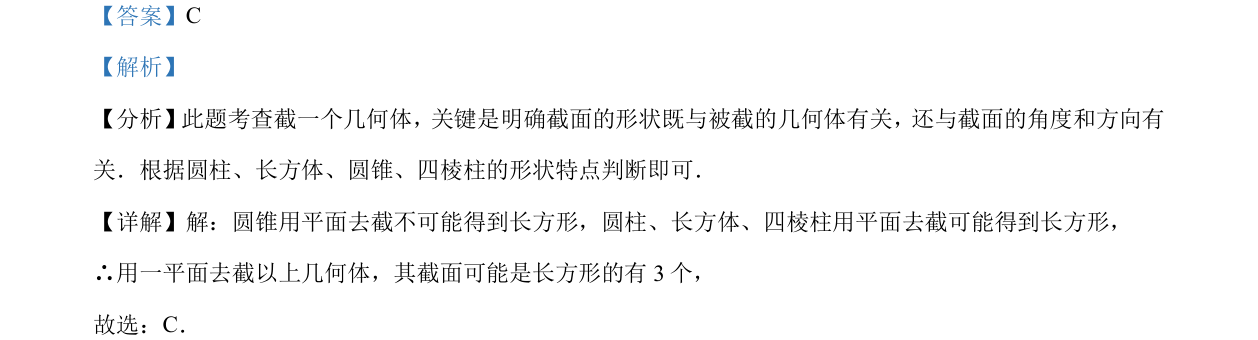 【答案】C
【解析】
【分析】此题考查截一个几何体，关键是明确截面的形状既与被截的几何体有关，还与截面的角度和方向有
关．根据圆柱、长方体、圆锥、四棱柱的形状特点判断即可．
【详解】解：圆锥用平面去截不可能得到长方形，圆柱、长方体、四棱柱用平面去截可能得到长方形，
∴用一平面去截以上几何体，其截面可能是长方形的有 3 个，
故选：C．